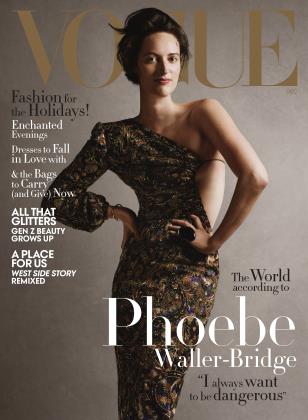 VOGUE
DEC
Fashion for
the Holidays!
Enchanted
Evenings
Dresses to Fall
in Love with
& the Bags
to Carry
(and Give) Now
ALL THAT
GLITTERS
GEN Z BEAUTY
GROWS UP
A PLACE
FOR US
WEST SIDE STORY
REMIXED
The World
according to
Phoebe
Waller-Bridge
"I always want
to be dangerous"